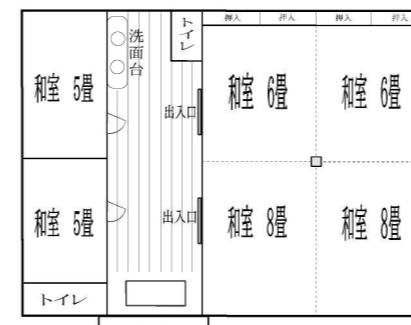 押入 押入 押入 押入
トイレ
洗面台
和室 5畳
和室 6畳
和室 6畳
出入口
和室 5畳
出入口
和室 8畳
和室 8畳
トイレ